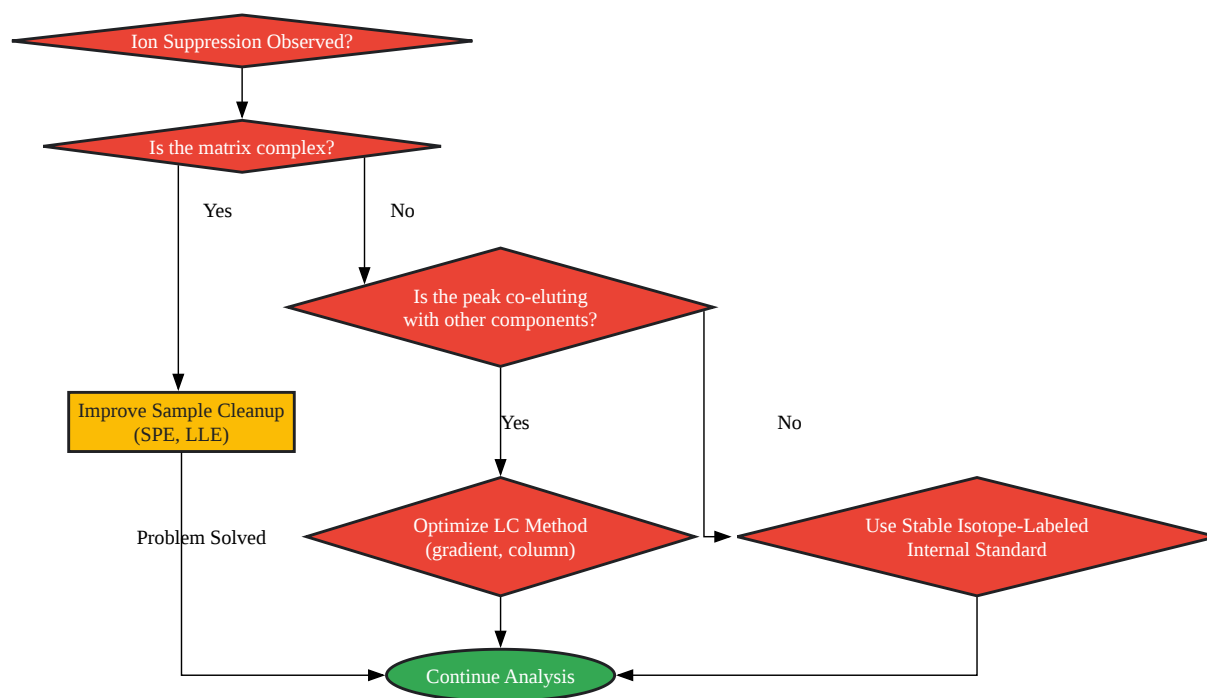 Ion Suppression Observed?
Is the matrix complex?
Yes
No
Is the peak co-eluting
with other components?
Improve Sample Cleanup
(SPE, LLE)
Yes
No
Optimize LC Method
(gradient, column)
Use Stable Isotope-Labeled
Internal Standard
Problem Solved
Continue Analysis